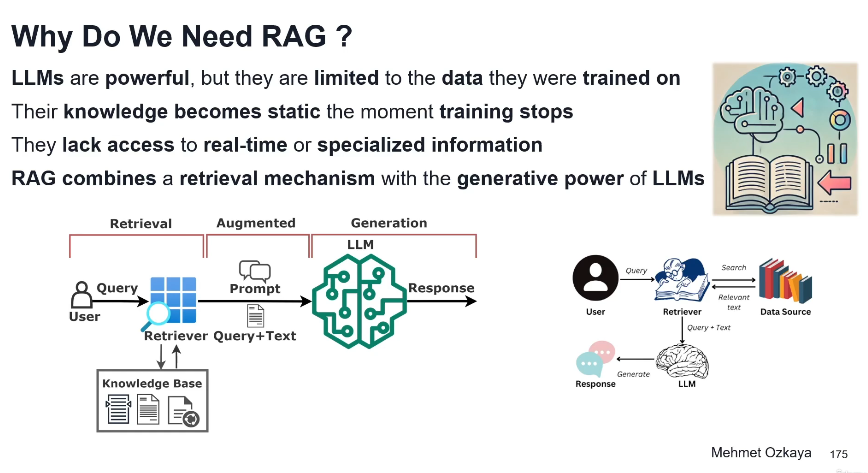 Why Do We Need RAG ?
LLMs are powerful, but they are limited to the data they were trained on
Their knowledge becomes static the moment training stops
They lack access to real-time or specialized information
RAG combines a retrieval mechanism with the generative power of LLMs
Retrieval
Augmented
Generation
LLM
Query
Prompt
Response
User
Retriever
Query+Text
Knowledge Base
Query
Search
Relevant
text
User
Retriever
Data Source
Query + Text
Generate
Response
LLM
Mehmet Ozkaya
175